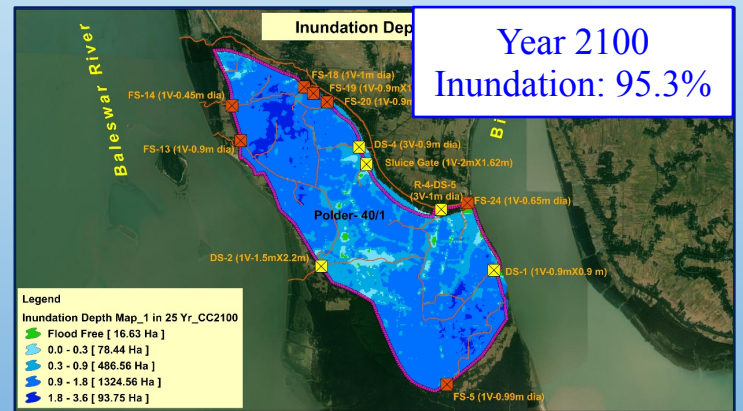 Inundation Dep
Year 2100
Inundation: 95.3%
Baleswar River
FS-18 (1V-1m dia)
FS-19 (1V-0.9mX1
FS-20 (1V-0.9m
FS-14 (1V-0.45m dia)
FS-13 (1V-0.9m dia)
DS-4 (3V-0.9m dia)
Sluice Gate (1V-2mX1.62m)
R-4-DS-5
(3V-1m dia)
FS-24 (1V-0.65m dia)
Bi
Polder- 40/1
DS-2 (1V-1.5mX2.2m)
DS-1 (1V-0.9mX0.9 m)
FS-5 (1V-0.99m dia)
Legend
Inundation Depth Map_1 in 25 Yr_CC2100
Flood Free [ 16.63 Ha ]
0.0 - 0.3 [ 78.44 Ha ]
0.3 - 0.9 [ 486.56 Ha ]
0.9 - 1.8 [ 1324.56 Ha ]
1.8 - 3.6 [ 93.75 Ha ]